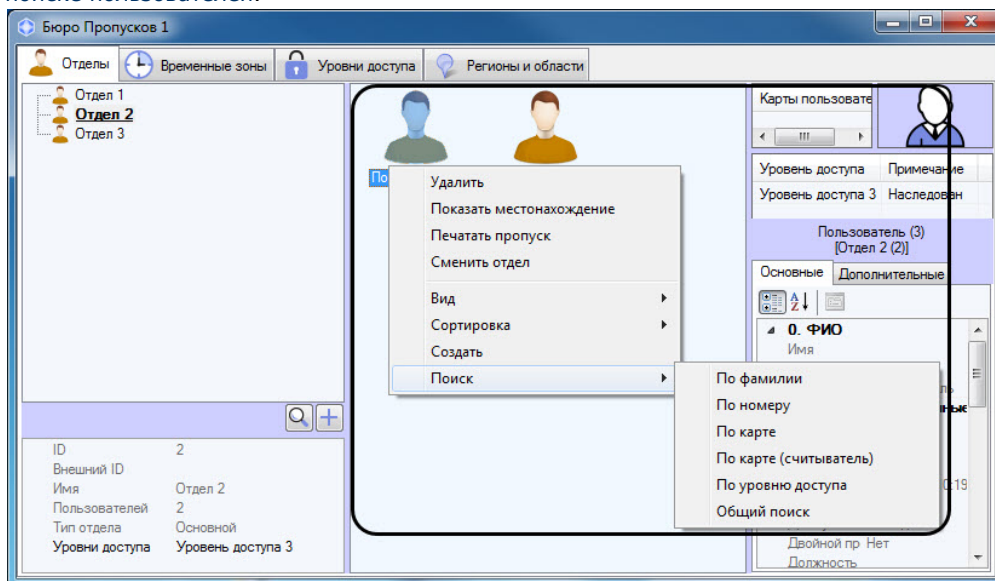 Бюро Пропусков 1
Отделы
Временные зоны
Уровни доступа
Регионы и области
Отдел 1
Отдел 2
Отдел 3
ID 2
Внешний ID
Имя Отдел 2
Пользователей 2
Тип отдела Основной
Уровни доступа Уровень доступа 3
По
Удалить
Показать местонахождение
Печатать пропуск
Сменить отдел
Вид
Сортировка
Создать
Поиск
По фамилии
По номеру
По карте
По карте (считыватель)
По уровню доступа
Общий поиск
Карты пользовате
Уровень доступа Примечание
Уровень доступа 3 Наследован
Пользователь (3)
[Отдел 2 (2)]
Основные Дополнительные
0. ФИО
Имя
:19
Двойной пр Нет
Должность